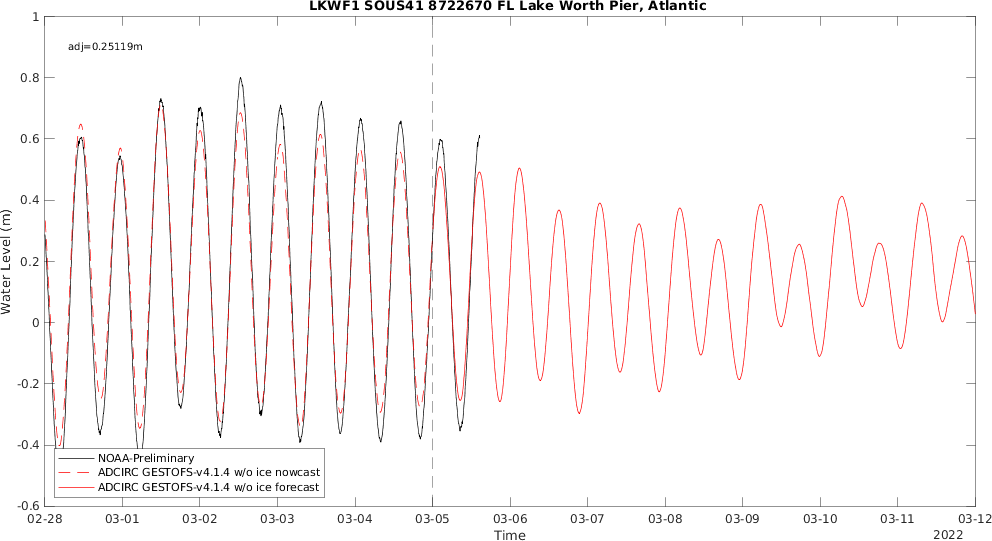 LKWF1 SOUS41 8722670 FL Lake Worth Pier, Atlantic
adj=0.25119m
Water Level (m)
1
0.8
0.6
0.4
0.2
0
-0.2
-0.4
-0.6
NOAA-Preliminary
ADCIRC GESTOFS-v4.1.4 w/o ice nowcast
ADCIRC GESTOFS-v4.1.4 w/o ice forecast
02-28 03-01 03-02 03-03 03-04 03-05 03-06 03-07 03-08 03-09 03-10 03-11 03-12
Time
2022